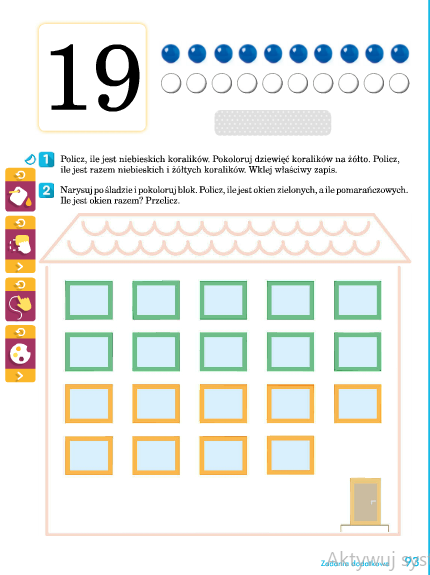 19
1 Policz, ile jest niebieskich koralików. Pokoloruj dziewięć koralików na żółto. Policz,
ile jest razem niebieskich i żółtych koralików. Wklej właściwy zapis.
2 Narysuj po śladzie i pokoloruj blok. Policz, ile jest okien zielonych, a ile pomarańczowych.
Ile jest okien razem? Przelicz.
Zadania dodatkowe 93
Aktywuj sys